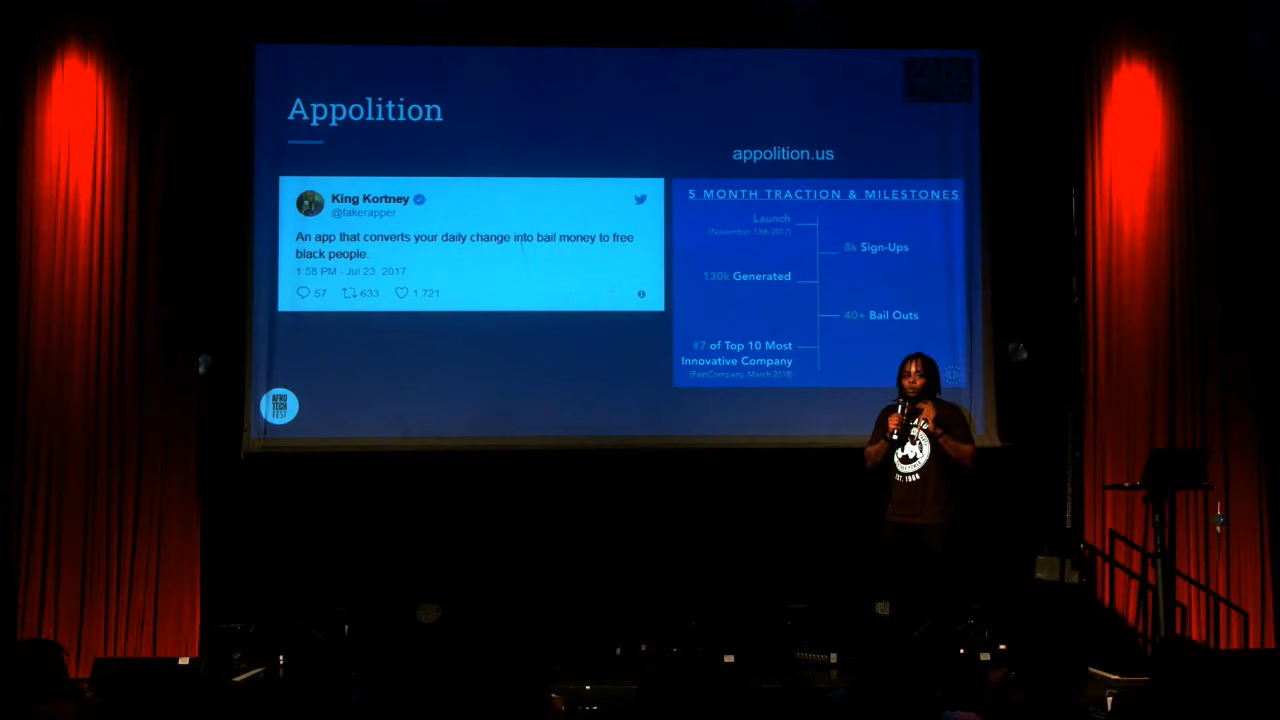 Appolition
appolition.us
King Kortney
@fakerapper
An app that converts your daily change into bail money to free
black people.
1:58 PM - Jul 23, 2017
57 633 1,721
5 MONTH TRACTION & MILESTONES
Launch
(November 13th 2017)
8k Sign-Ups
130k Generated
40+ Bail Outs
#7 of Top 10 Most
Innovative Company
(FastCompany, March 2018)
AFRO
TECH
FEST
EST. 1966